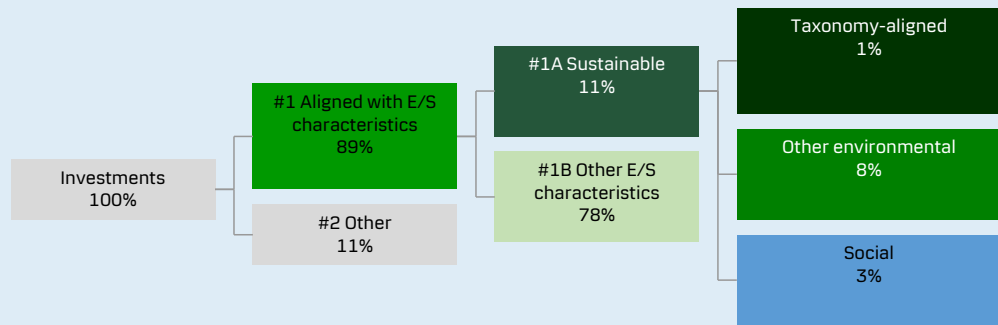 Investments
100%
#1 Aligned with E/S
characteristics
89%
#2 Other
11%
#1A Sustainable
11%
#1B Other E/S
characteristics
78%
Taxonomy-aligned
1%
Other environmental
8%
Social
3%